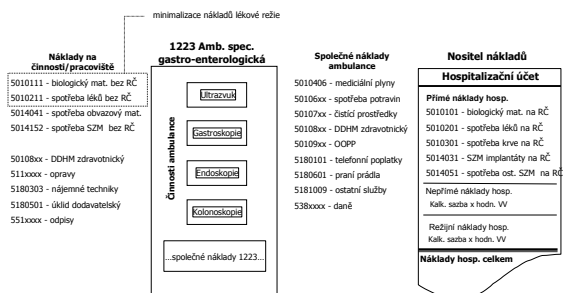 minimalizace nákladů lékové režie
Náklady na
činnosti/pracoviště
5010111 - biologický mat. bez RČ
5010211 - spotřeba léků bez RČ
5014041 - spotřeba obvazový mat.
5014152 - spotřeba SZM bez RČ
50108xx - DDHM zdravotnický
511xxxx - opravy
5180303 - nájemné techniky
5180501 - úklid dodavatelský
551xxxx - odpisy
1223 Amb. spec.
gastro-enterologická
Činnosti ambulance
Ultrazvuk
Gastroskopie
Endoskopie
Kolonoskopie
...společné náklady 1223...
Společné náklady
ambulance
5010406 - mediciální plyny
50106xx - spotřeba potravin
50107xx - čistící prostředky
50108xx - DDHM zdravotnický
50109xx - OOPP
5180101 - telefonní poplatky
5180601 - praní prádla
5181009 - ostatní služby
538xxxx - daně
Nositel nákladů
Hospitalizační účet
Přímé náklady hosp.
5010101 - biologický mat. na RČ
5010201 - spotřeba léků na RČ
5010301 - spotřeba krve na RČ
5014031 - SZM implantáty na RČ
5014051 - spotřeba ost. SZM na RČ
Nepřímé náklady hosp.
Kalk. sazba x hodn. VV
Režijní náklady hosp.
Kalk. sazba x hodn. VV
Náklady hosp. celkem